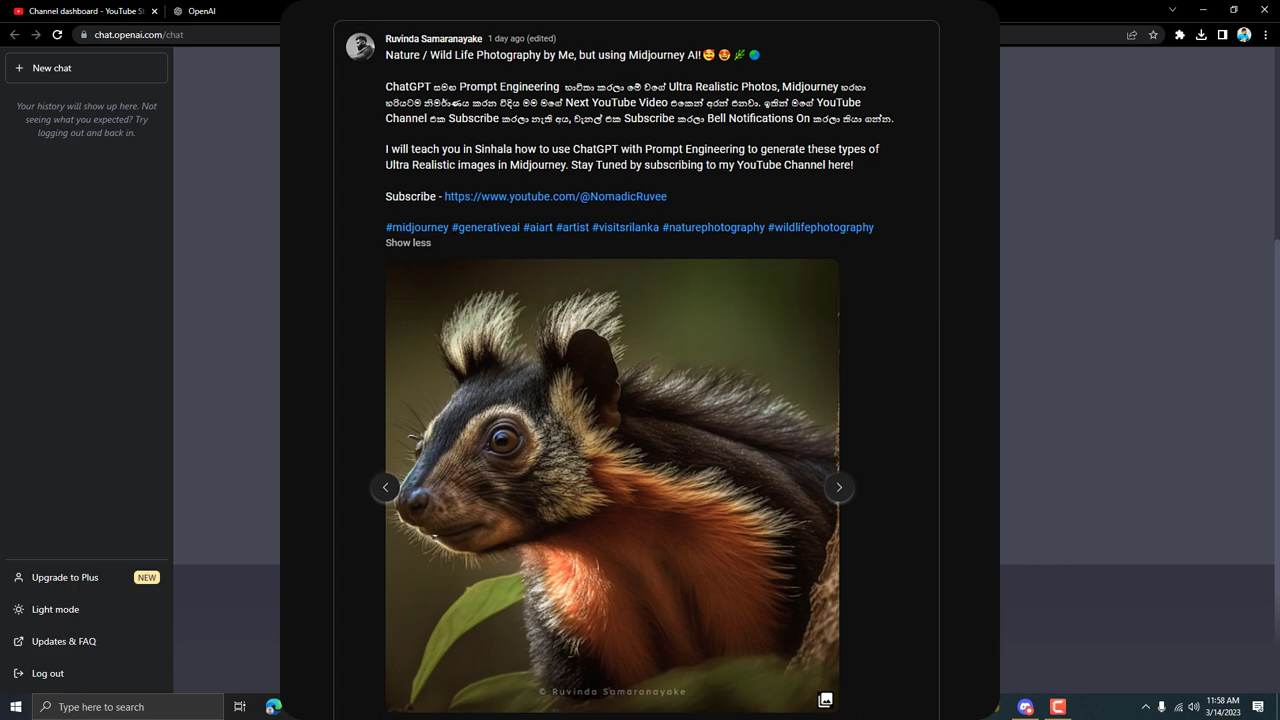 Channel dashboard - YouTube St
OpenAI
chat.openai.com/chat
New chat
Your history will show up here. Not
seeing what you expected? Try
logging out and back in.
Upgrade to Plus
NEW
Light mode
Updates & FAQ
Log out
Ruvinda Samaranayake 1 day ago (edited)
Nature / Wild Life Photography by Me, but using Midjourney AI!🥰 🤩 🌿 🌏
ChatGPT සමඟ Prompt Engineering භාවිතා කරලා මේ වගේ Ultra Realistic Photos, Midjourney හරහා
හරියටම නිර්මාණය කරන විදිය මම මගේ Next YouTube Video එකෙන් අරන් එනවා. ඉතින් මගේ YouTube
Channel එක Subscribe කරලා නැති අය, චැනල් එක Subscribe කරලා Bell Notifications On කරලා තියා ගන්න.
I will teach you in Sinhala how to use ChatGPT with Prompt Engineering to generate these types of
Ultra Realistic images in Midjourney. Stay Tuned by subscribing to my YouTube Channel here!
Subscribe - https://www.youtube.com/@NomadicRuvee
#midjourney #generativeai #aiart #artist #visitsrilanka #naturephotography #wildlifephotography
Show less
© Ruvinda Samaranayake
Type here to search
11:58 AM
3/14/2023